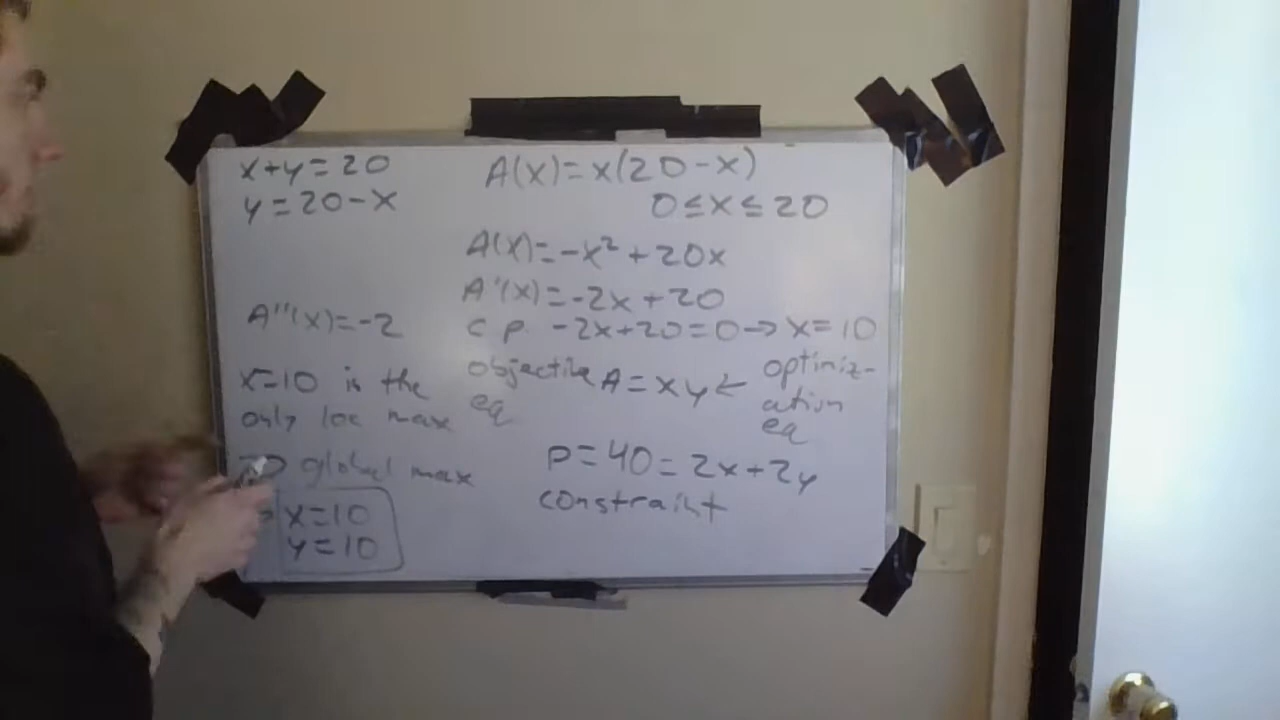 x+y=20
y=20-x
A(x)=x(20-x)
0≤x≤20
A(x)=-x²+20x
A'(x)=-2x+20
c p -2x+20=0→x=10
A''(x)=-2
x=10 is the
only loc max
⇒ global max
x=10
y=10
objective
eq
A=xy←
optimiz-
ation
eq
P=40=2x+2y
constraint